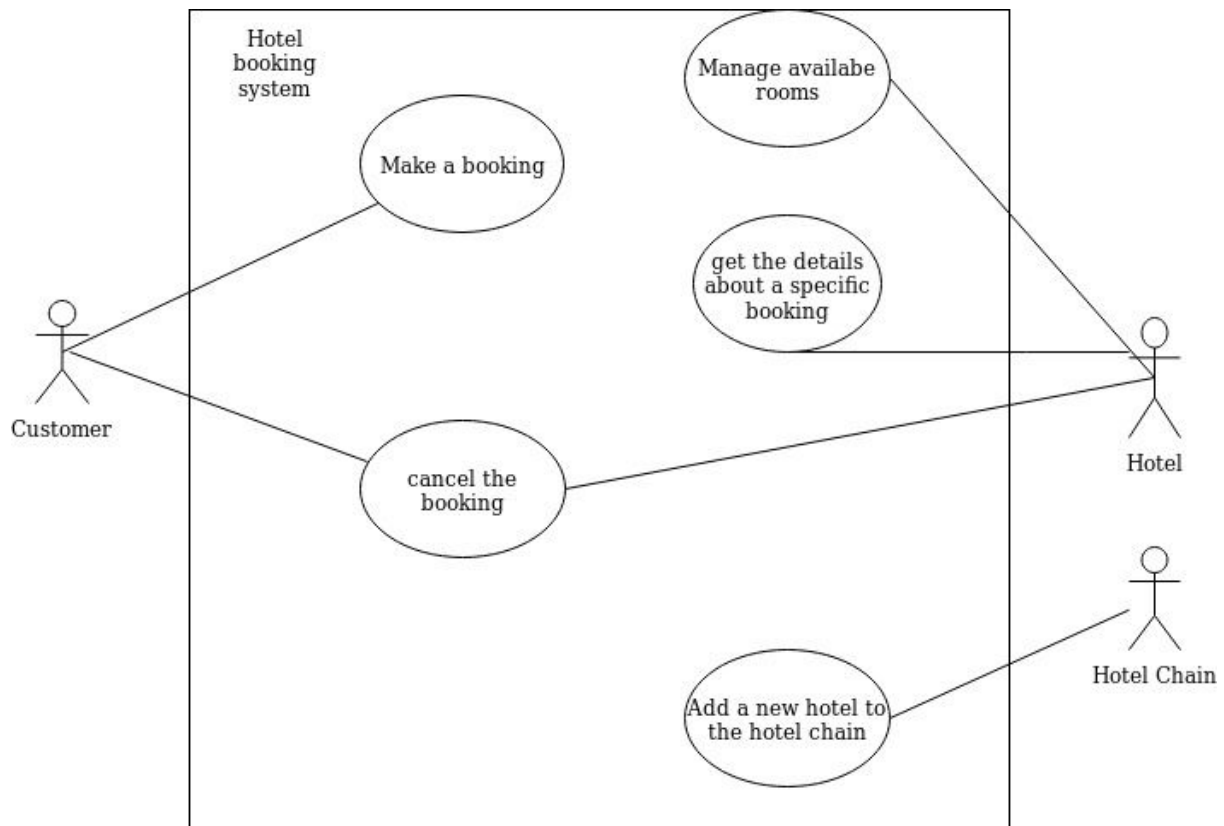 Hotel
booking
system
Manage availabe
rooms
Make a booking
get the details
about a specific
booking
Customer
cancel the
booking
Hotel
Hotel Chain
Add a new hotel to
the hotel chain